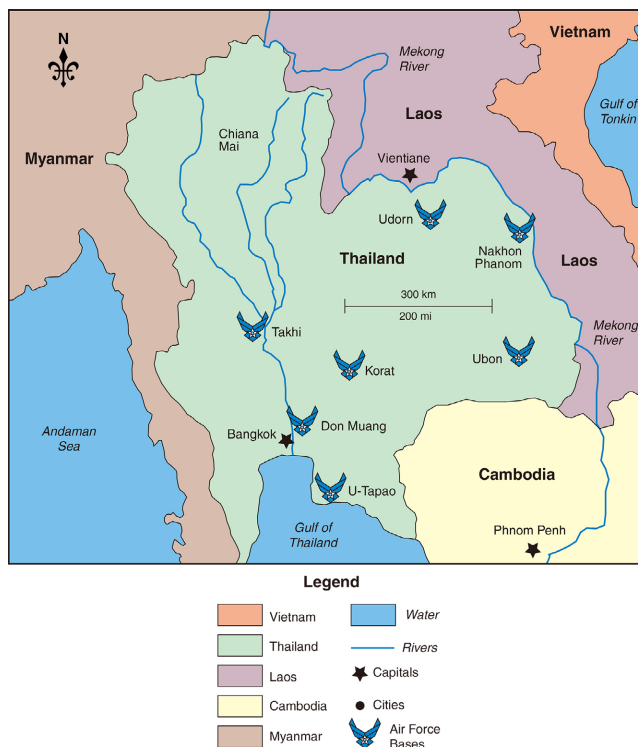 N
Vietnam
Mekong
River
Gulf of
Tonkin
Laos
Chiana
Mai
Myanmar
Vientiane
Udorn
Nakhon
Phanom
Thailand
Laos
300 km
200 mi
Takhi
Mekong
River
Ubon
Korat
Andaman
Sea
Bangkok
Don Muang
Cambodia
U-Tapao
Gulf of
Thailand
Phnom Penh
Legend
Vietnam
Water
Thailand
Rivers
Laos
Capitals
Cambodia
Cities
Myanmar
Air Force
Bases